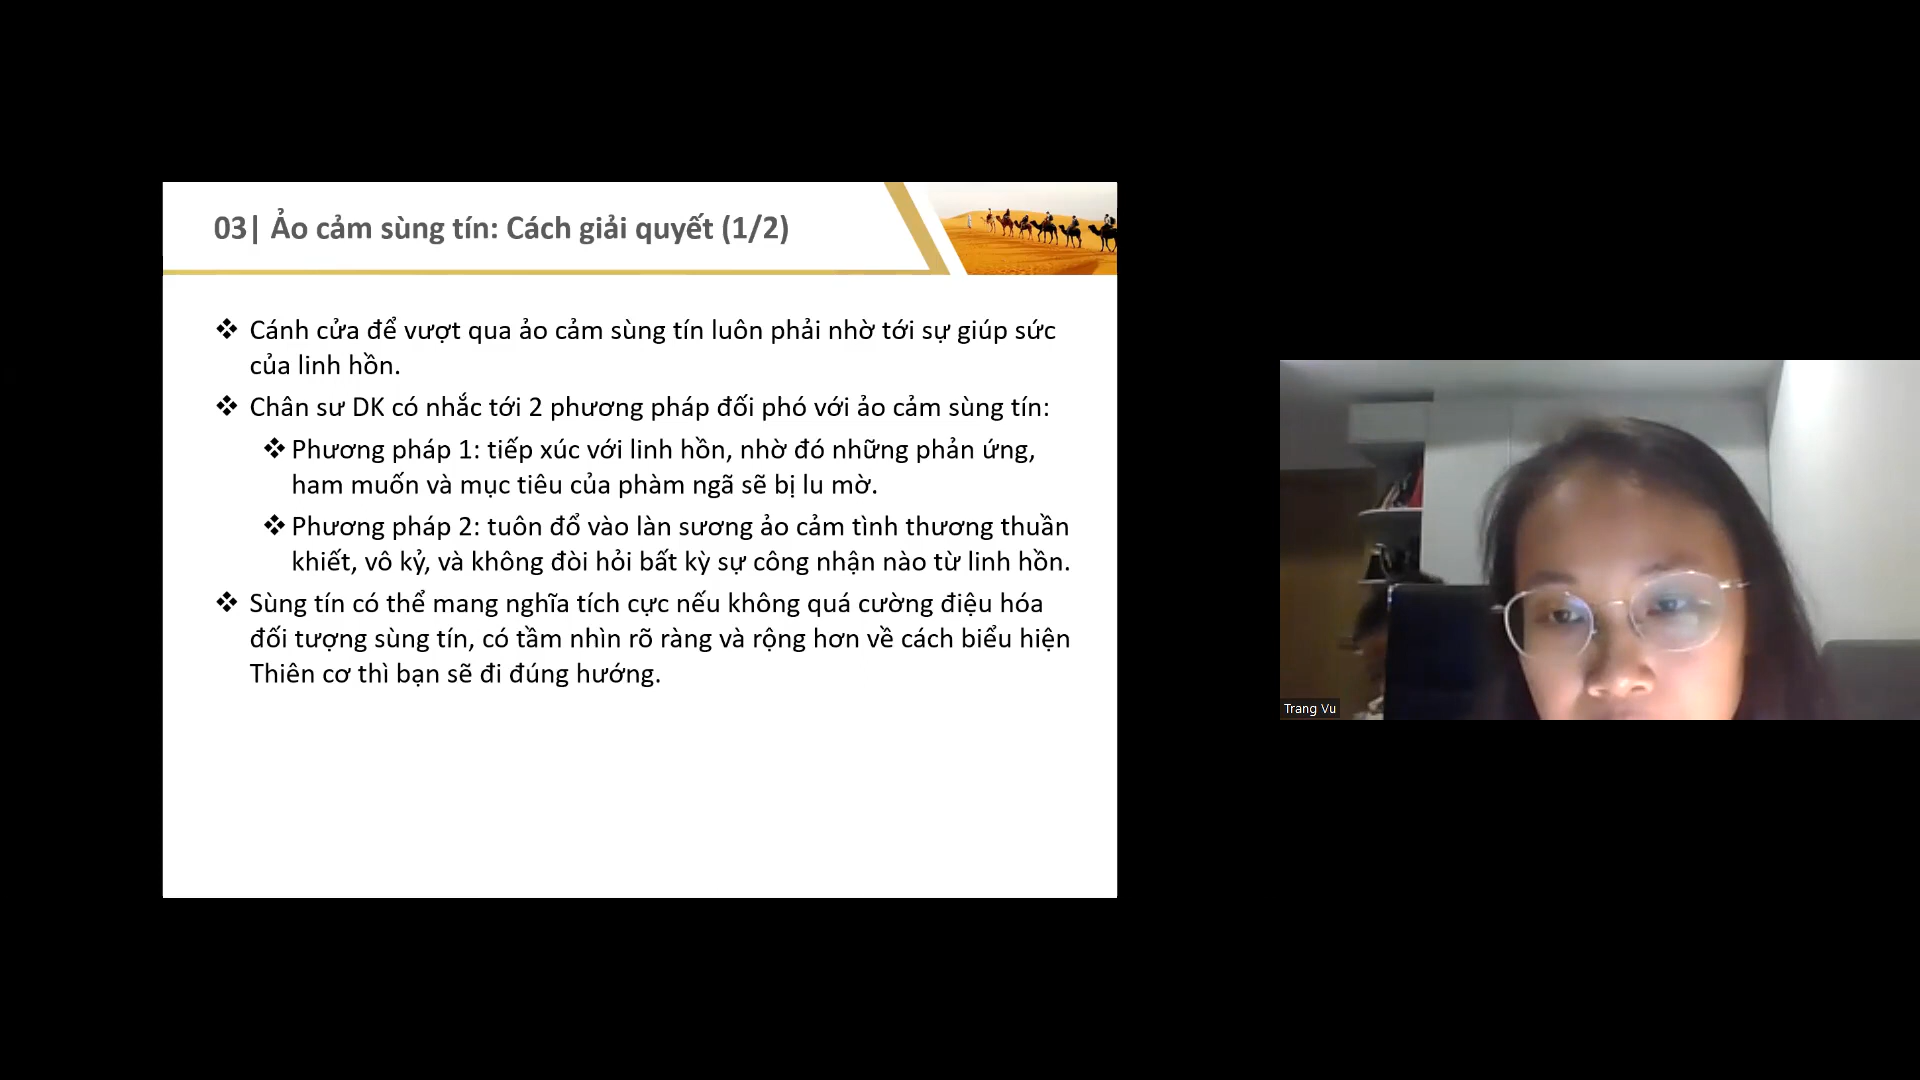 03| Ảo cảm sùng tín: Cách giải quyết (1/2)
❖ Cánh cửa để vượt qua ảo cảm sùng tín luôn phải nhờ tới sự giúp sức
của linh hồn.
❖ Chân sư DK có nhắc tới 2 phương pháp đối phó với ảo cảm sùng tín:
❖ Phương pháp 1: tiếp xúc với linh hồn, nhờ đó những phản ứng,
ham muốn và mục tiêu của phàm ngã sẽ bị lu mờ.
❖ Phương pháp 2: tuôn đổ vào làn sương ảo cảm tình thương thuần
khiết, vô kỷ, và không đòi hỏi bất kỳ sự công nhận nào từ linh hồn.
❖ Sùng tín có thể mang nghĩa tích cực nếu không quá cường điệu hóa
đối tượng sùng tín, có tầm nhìn rõ ràng và rộng hơn về cách biểu hiện
Thiên cơ thì bạn sẽ đi đúng hướng.
Trang Vu